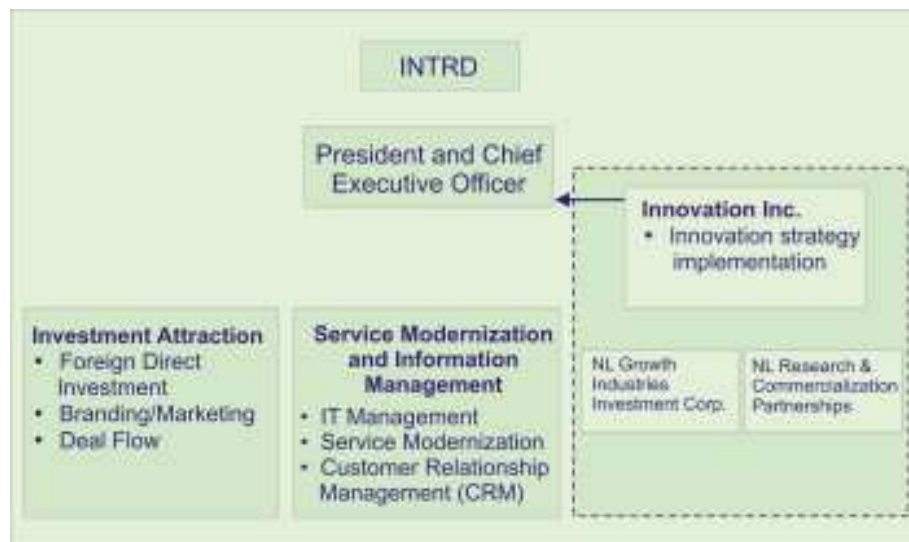 INTRD
President and Chief
Executive Officer
Innovation Inc.
• Innovation strategy
implementation
Investment Attraction
• Foreign Direct
Investment
• Branding/Marketing
• Deal Flow
Service Modernization
and Information
Management
• IT Management
• Service Modernization
• Customer Relationship
Management (CRM)
NL Growth
Industries
Investment Corp.
NL Research &
Commercialization
Partnerships